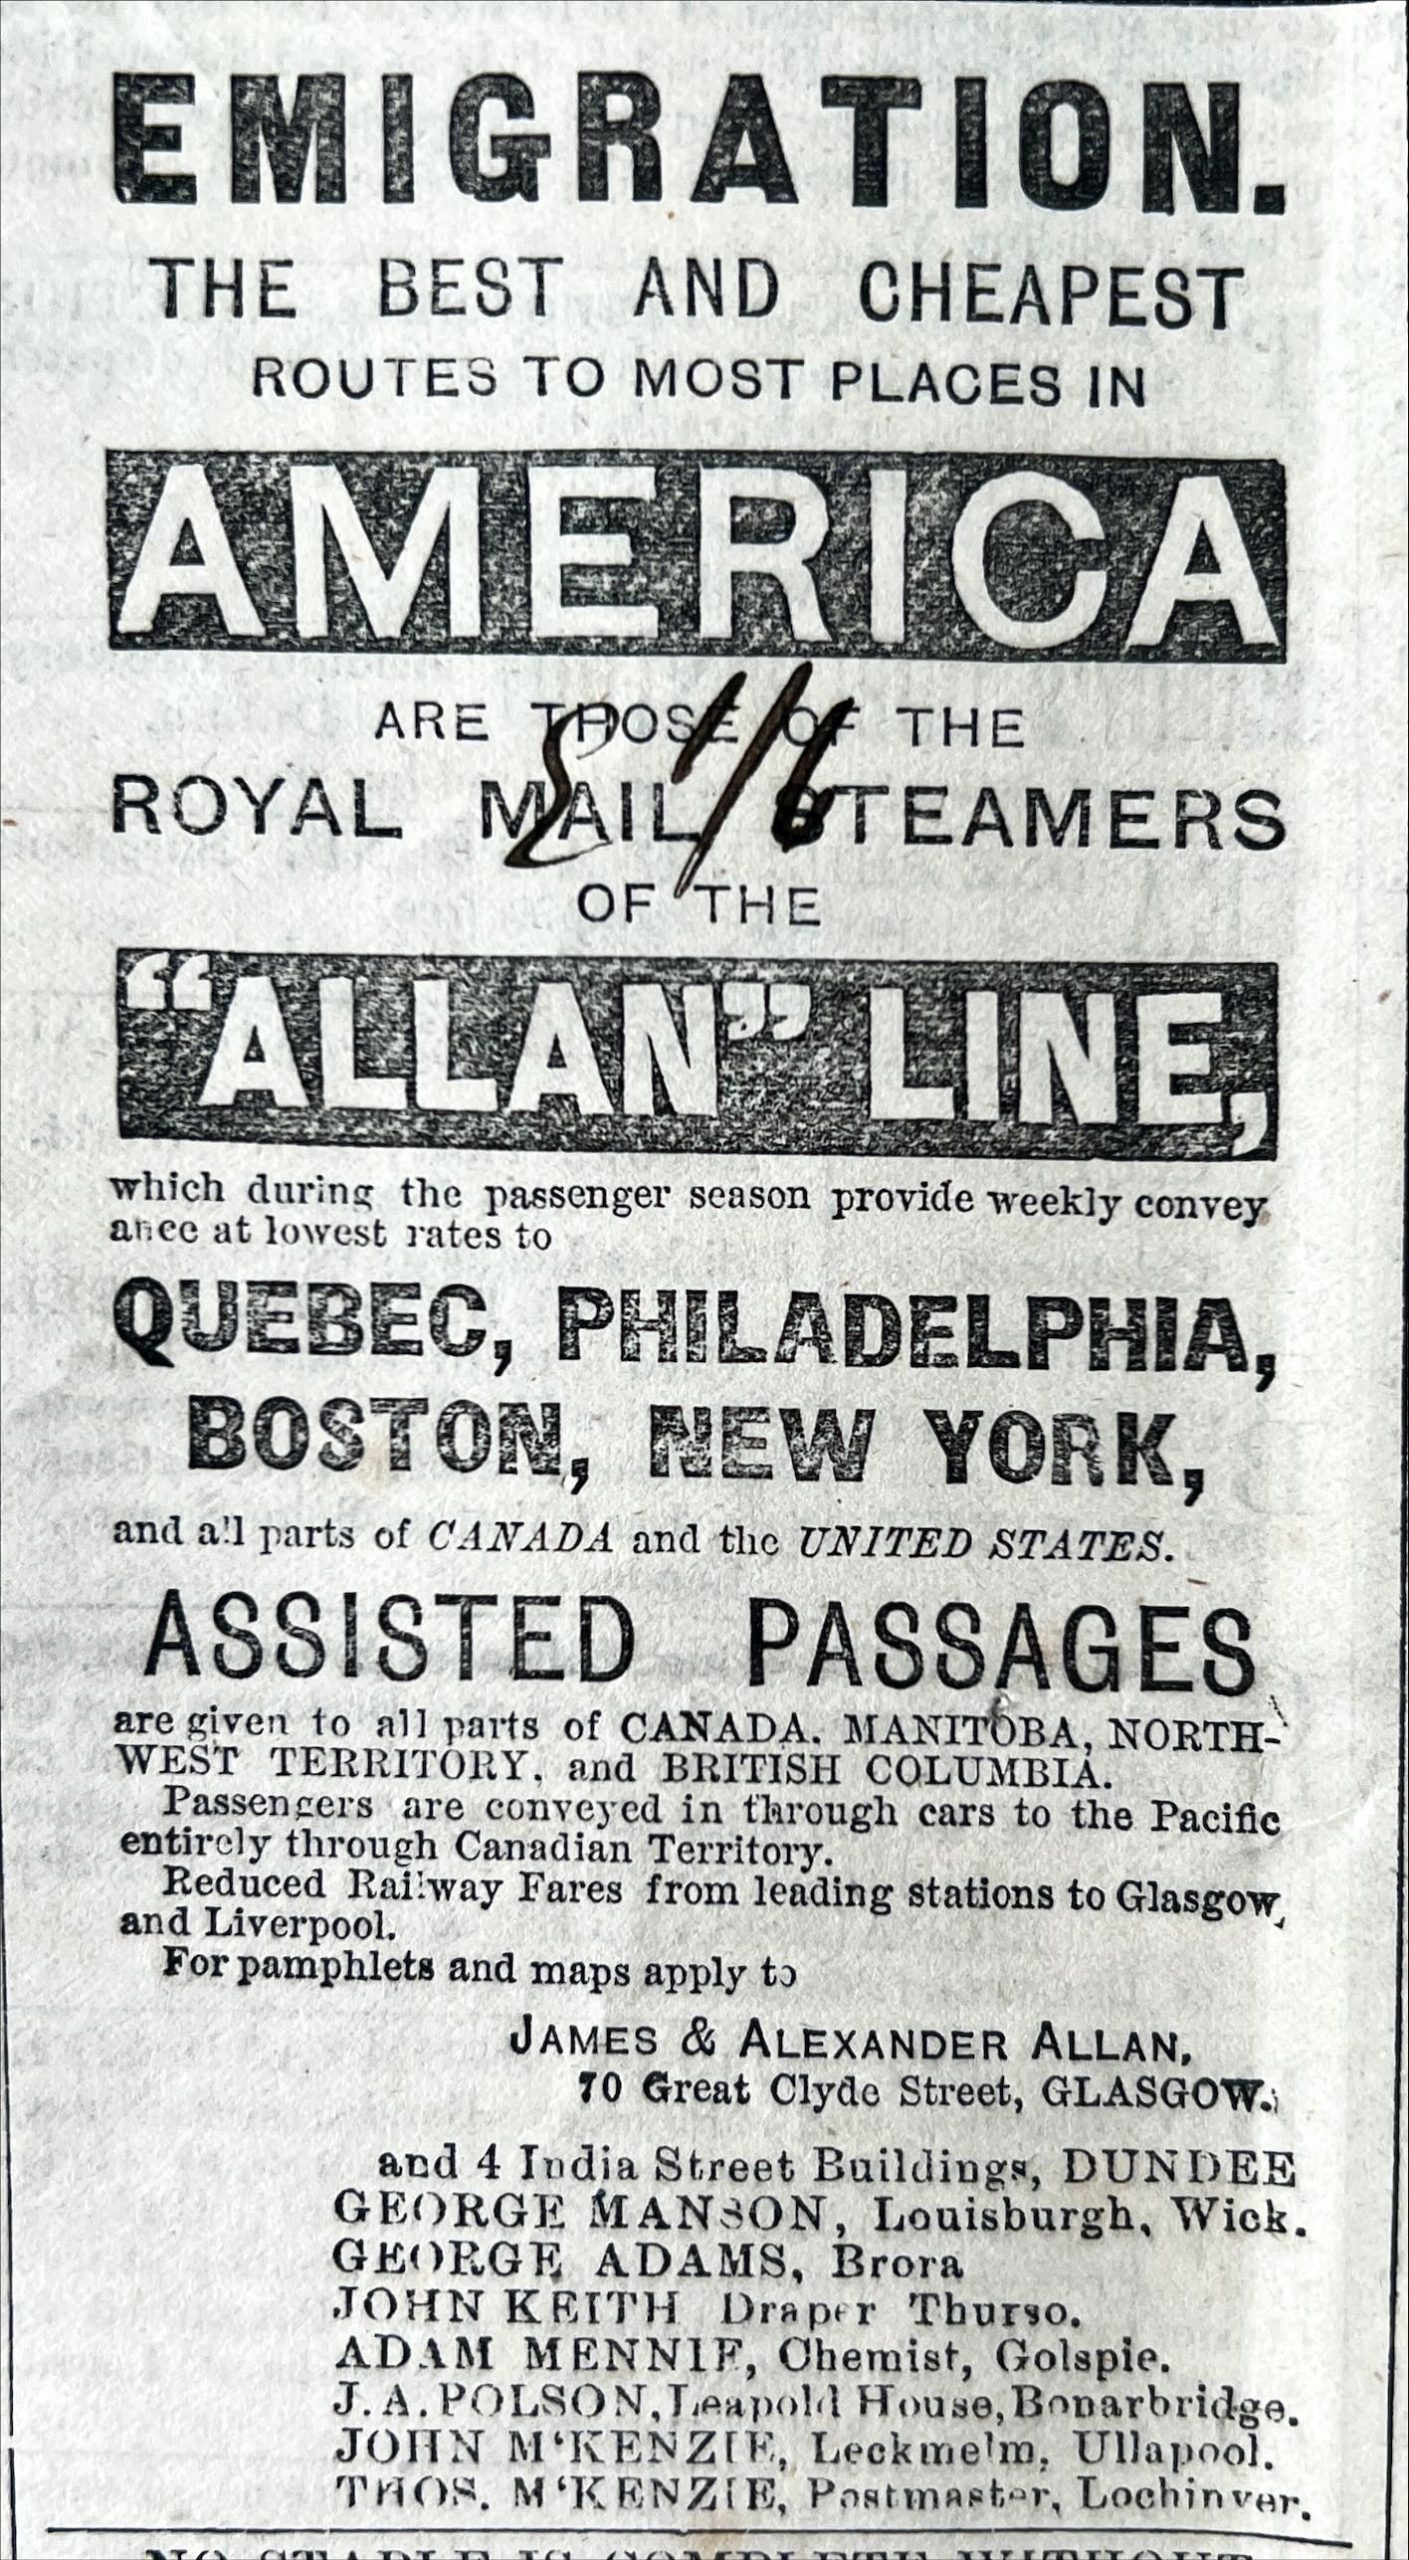 EMIGRATION.
THE BEST AND CHEAPEST
ROUTES TO MOST PLACES IN
AMERICA
ARE THOSE OF THE
ROYAL MAIL STEAMERS
OF THE
“ALLAN” LINE,
which during the passenger season provide weekly convey
ance at lowest rates to
QUEBEC, PHILADELPHIA,
BOSTON, NEW YORK,
and all parts of CANADA and the UNITED STATES.
ASSISTED PASSAGES
are given to all parts of CANADA. MANITOBA, NORTH-
WEST TERRITORY. and BRITISH COLUMBIA.
Passengers are conveyed in through cars to the Pacific
entirely through Canadian Territory.
Reduced Railway Fares from leading stations to Glasgow,
and Liverpool.
For pamphlets and maps apply to
JAMES & ALEXANDER ALLAN,
70 Great Clyde Street, GLASGOW.
and 4 India Street Buildings, DUNDEE
GEORGE MANSON, Louisburgh, Wick.
GEORGE ADAMS, Brora
JOHN KEITH Draper Thurso.
ADAM MENNIE, Chemist, Golspie.
J. A. POLSON, Leapold House, Bonarbridge.
JOHN M‘KENZIE, Leckmelm, Ullapool.
THOS. M‘KENZIE, Postmaster, Lochinver.
NO STABLE IS COMPLETE WITHOUT